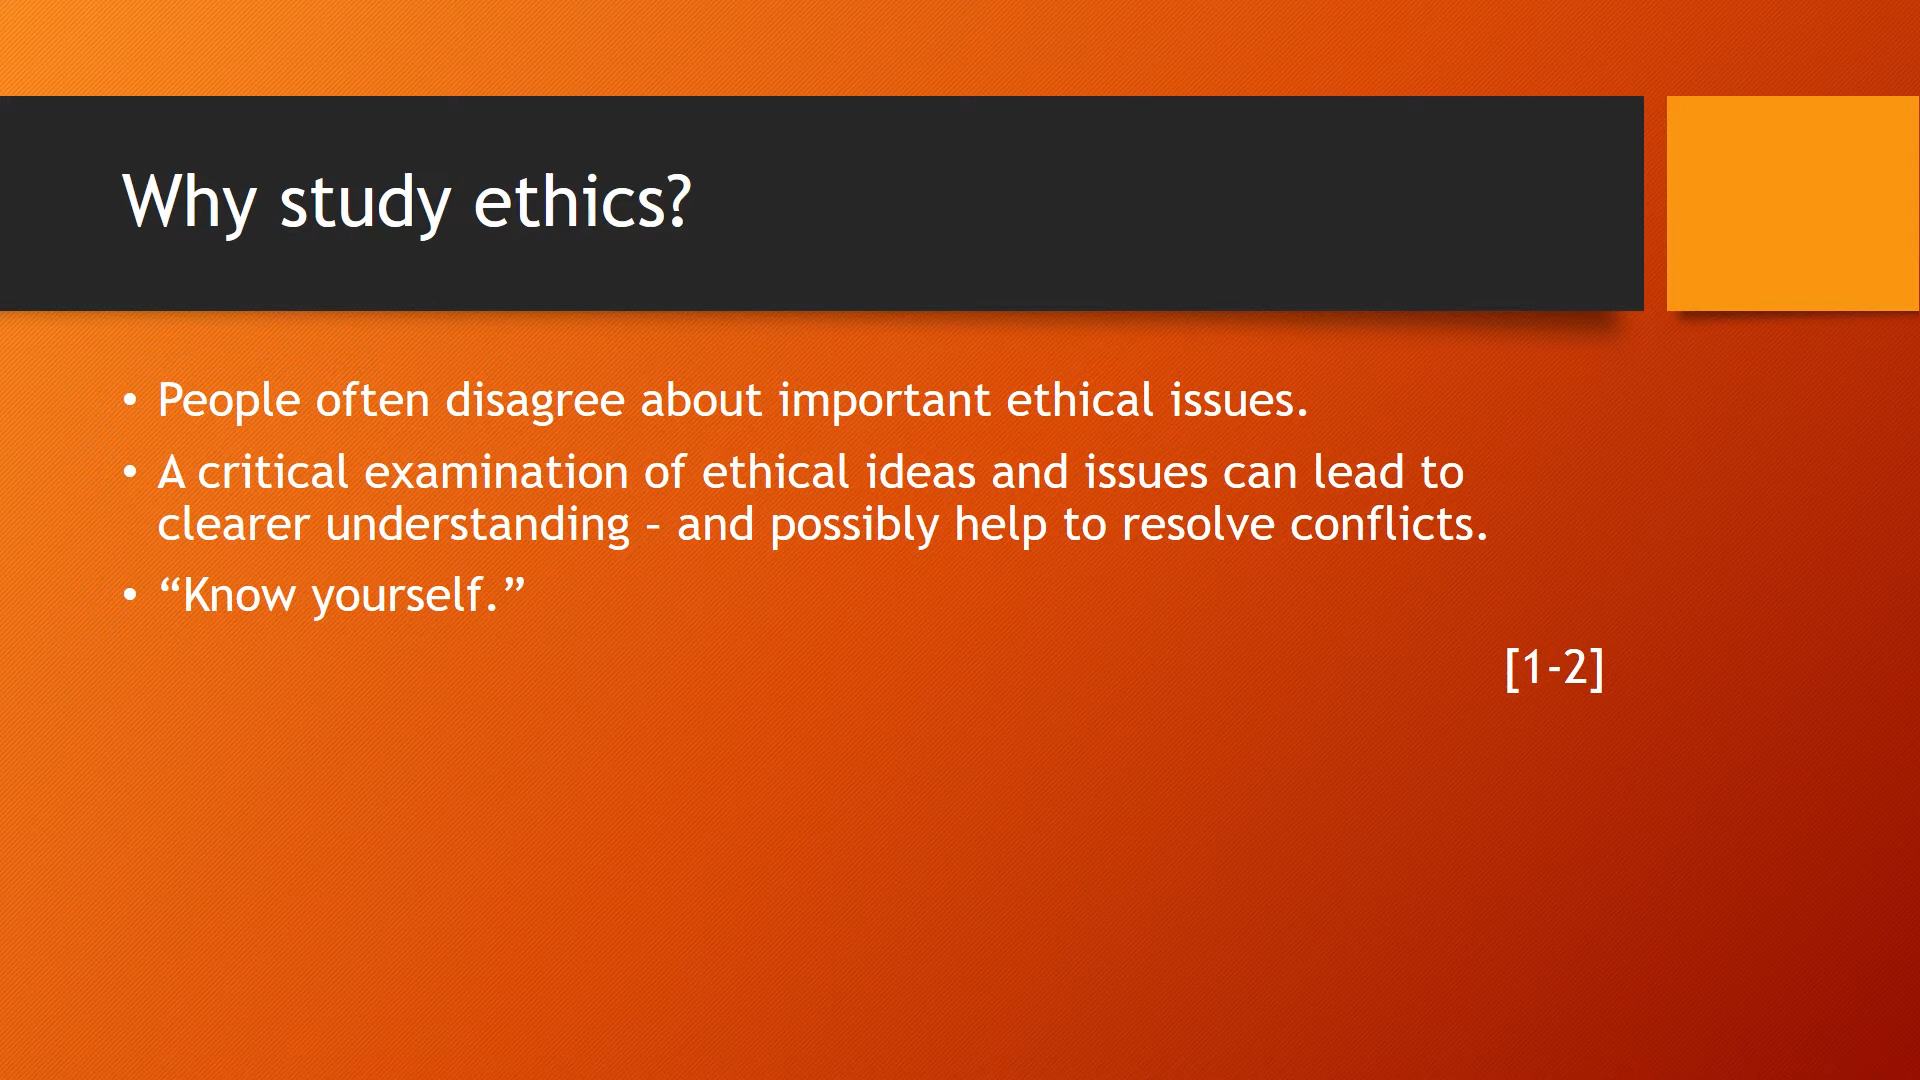 Why study ethics?
• People often disagree about important ethical issues.
• A critical examination of ethical ideas and issues can lead to
clearer understanding – and possibly help to resolve conflicts.
• “Know yourself.”
[1-2]